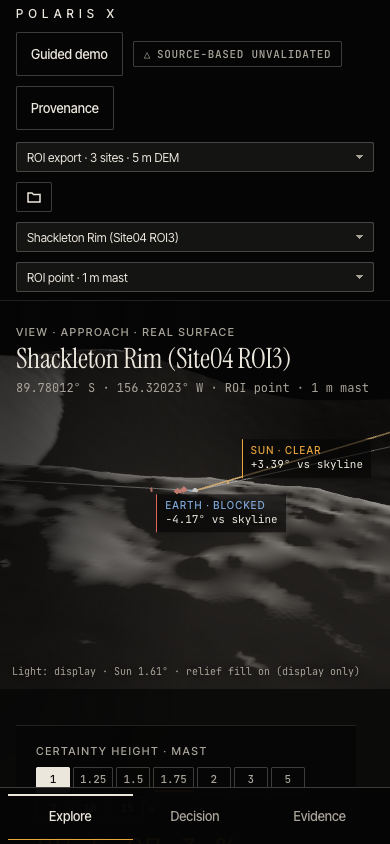 POLARIS X
Guided demo
△ SOURCE-BASED UNVALIDATED
Provenance
ROI export · 3 sites · 5 m DEM
Shackleton Rim (Site04 ROI3)
ROI point · 1 m mast
VIEW · APPROACH · REAL SURFACE
Shackleton Rim (Site04 ROI3)
89.78012° S · 156.32023° W · ROI point · 1 m mast
SUN · CLEAR
+3.39° vs skyline
EARTH · BLOCKED
-4.17° vs skyline
Light: display · Sun 1.61° · relief fill on (display only)
CERTAINTY HEIGHT · MAST
1 1.25 1.5 1.75 2 3 5
Explore Decision Evidence